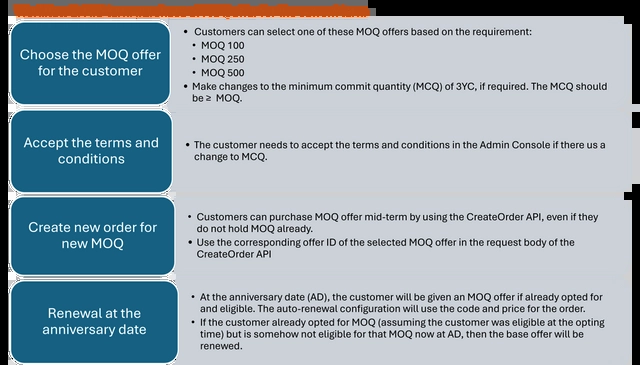 Choose the MOQ offer
for the customer
• Customers can select one of these MOQ offers based on the requirement:
• MOQ 100
• MOQ 250
• MOQ 500
• Make changes to the minimum commit quantity (MCQ) of 3YC, if required. The MCQ should
be ≥ MOQ.
Accept the terms and
conditions
• The customer needs to accept the terms and conditions in the Admin Console if there us a
change to MCQ.
Create new order for
new MOQ
• Customers can purchase MOQ offer mid-term by using the CreateOrder API, even if they
do not hold MOQ already.
• Use the corresponding offer ID of the selected MOQ offer in the request body of the
CreateOrder API
Renewal at the
anniversary date
• At the anniversary date (AD), the customer will be given an MOQ offer if already opted for
and eligible. The auto-renewal configuration will use the code and price for the order.
• If the customer already opted for MOQ (assuming the customer was eligible at the opting
time) but is somehow not eligible for that MOQ now at AD, then the base offer will be
renewed.